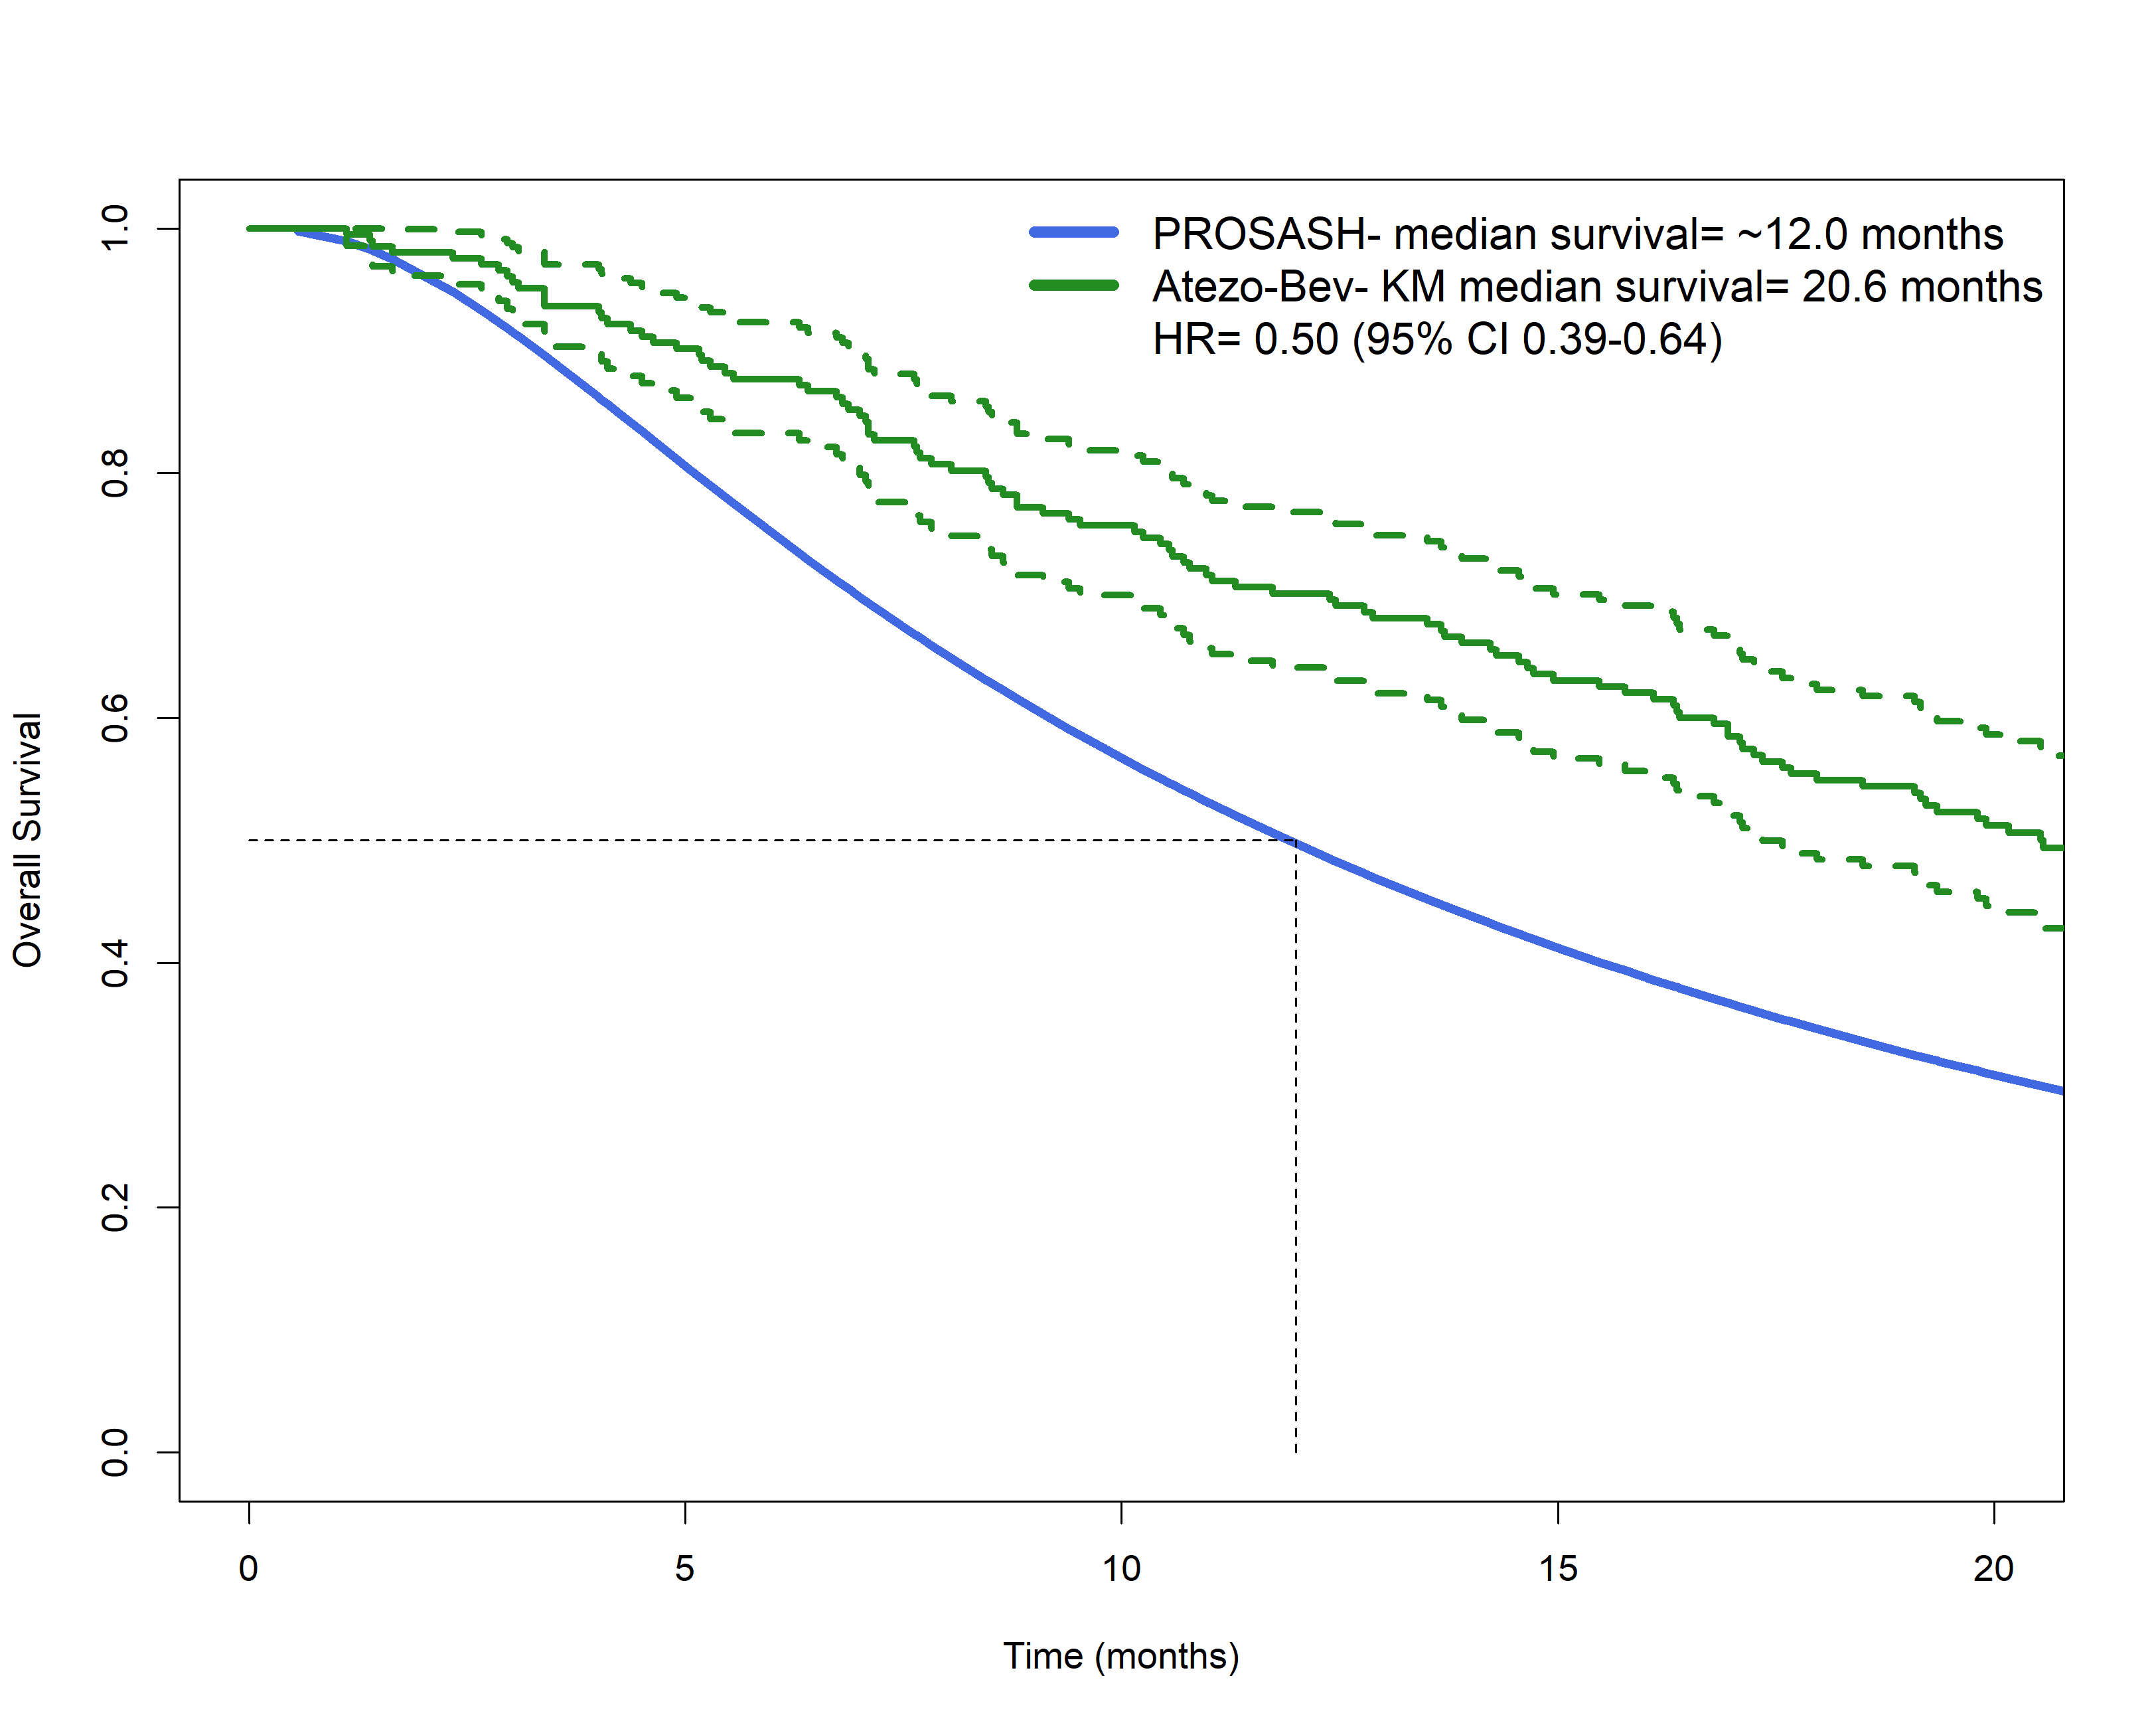 PROSASH- median survival= ~12.0 months
Atezo-Bev- KM median survival= 20.6 months
HR= 0.50 (95% CI 0.39-0.64)
Overall Survival
1.0
0.8
0.6
0.4
0.2
0.0
0 5 10 15 20
Time (months)